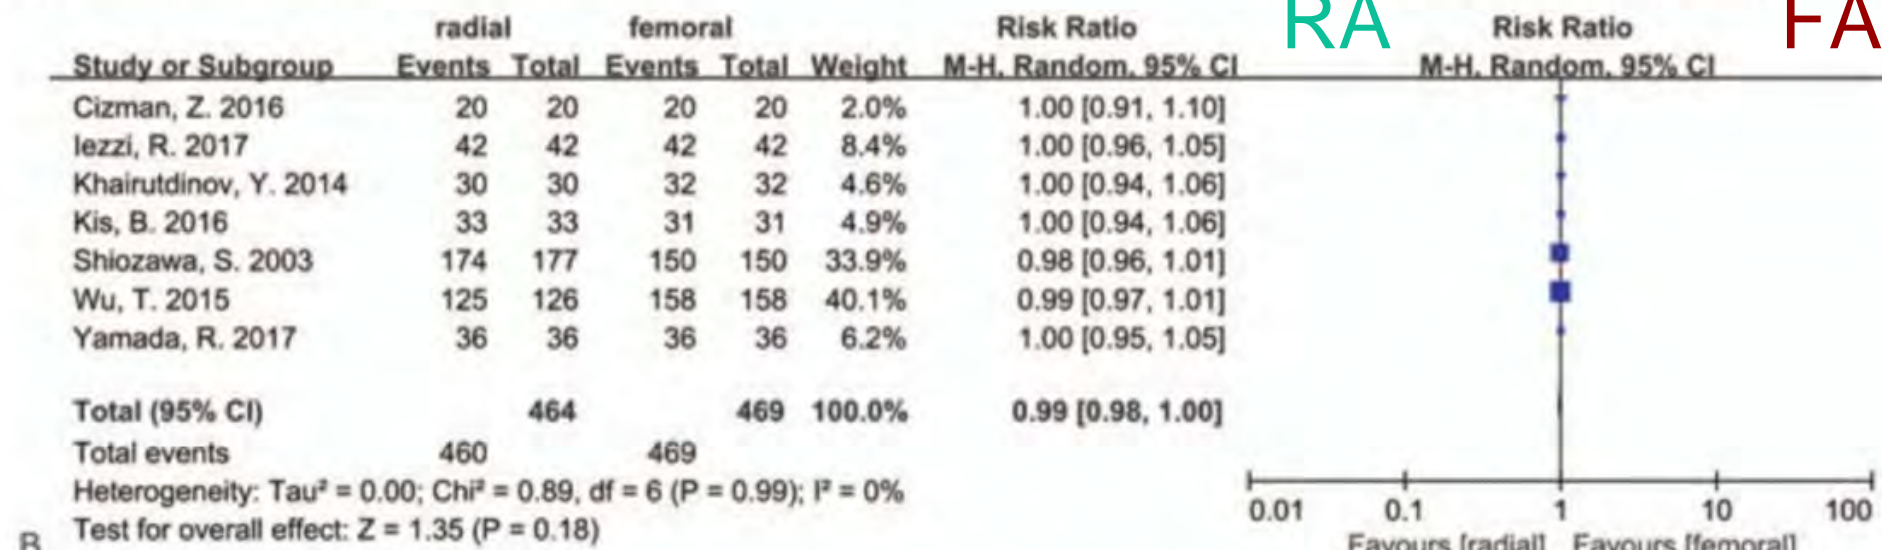 RA FA
radial femoral Risk Ratio Risk Ratio
Study or Subgroup Events Total Events Total Weight M-H, Random, 95% CI M-H, Random, 95% CI
Cizman, Z. 2016 20 20 20 20 2.0% 1.00 [0.91, 1.10]
Iezzi, R. 2017 42 42 42 42 8.4% 1.00 [0.96, 1.05]
Khairutdinov, Y. 2014 30 30 32 32 4.6% 1.00 [0.94, 1.06]
Kis, B. 2016 33 33 31 31 4.9% 1.00 [0.94, 1.06]
Shiozawa, S. 2003 174 177 150 150 33.9% 0.98 [0.96, 1.01]
Wu, T. 2015 125 126 158 158 40.1% 0.99 [0.97, 1.01]
Yamada, R. 2017 36 36 36 36 6.2% 1.00 [0.95, 1.05]
Total (95% CI) 464 469 100.0% 0.99 [0.98, 1.00]
Total events 460 469
Heterogeneity: Tau² = 0.00; Chi² = 0.89, df = 6 (P = 0.99); I² = 0%
Test for overall effect: Z = 1.35 (P = 0.18)
0.01 0.1 1 10 100
Favours [radial] Favours [femoral]
B